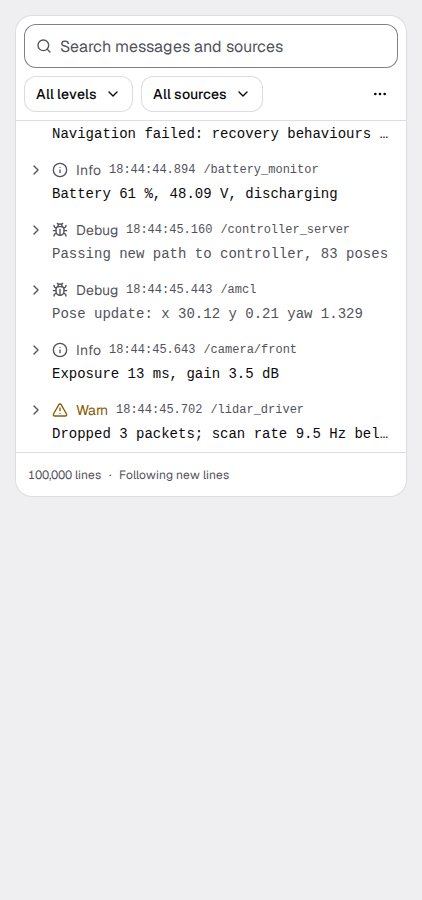 Search messages and sources
All levels All sources
Navigation failed: recovery behaviours …
Info 18:44:44.894 /battery_monitor
Battery 61 %, 48.09 V, discharging
Debug 18:44:45.160 /controller_server
Passing new path to controller, 83 poses
Debug 18:44:45.443 /amcl
Pose update: x 30.12 y 0.21 yaw 1.329
Info 18:44:45.643 /camera/front
Exposure 13 ms, gain 3.5 dB
Warn 18:44:45.702 /lidar_driver
Dropped 3 packets; scan rate 9.5 Hz bel…
100,000 lines · Following new lines